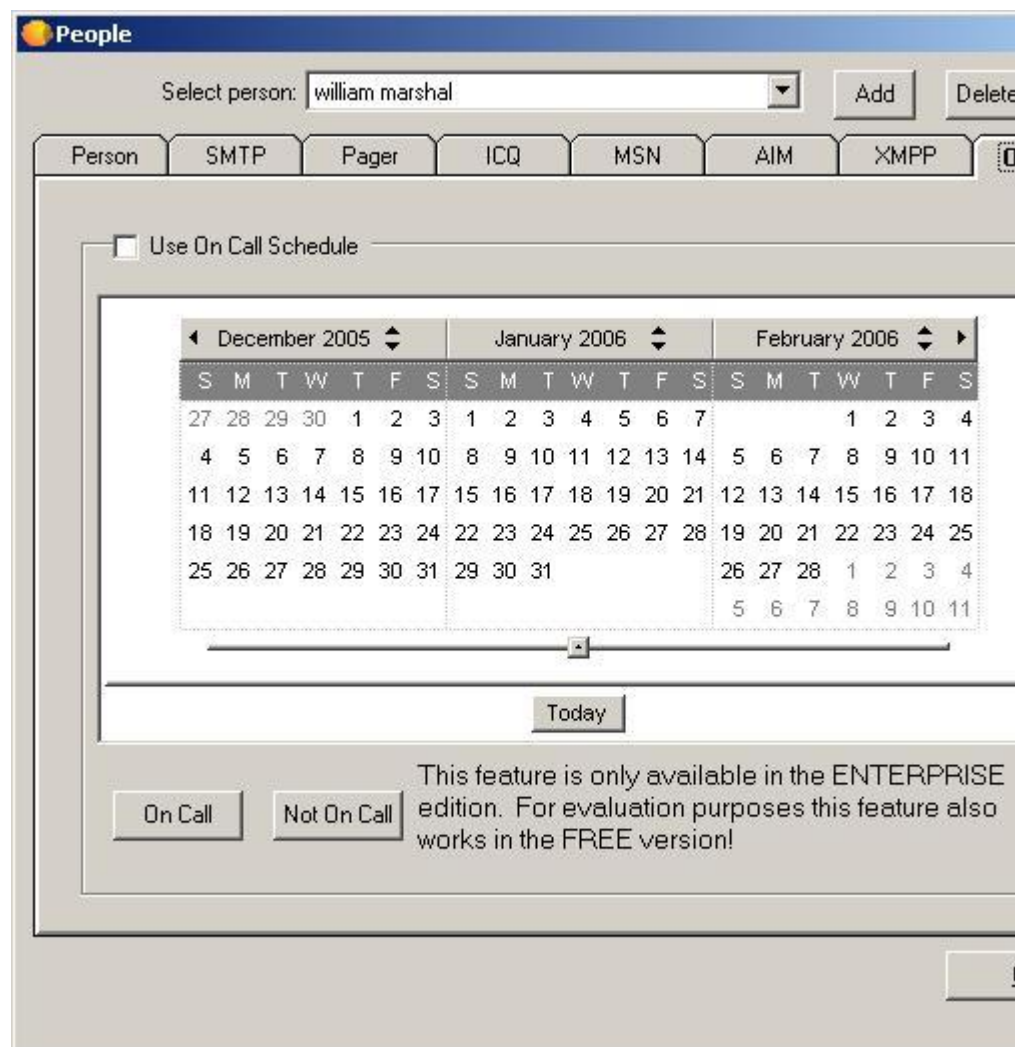 People
Select person: william marshal Add Delete
Person SMTP Pager ICQ MSN AIM XMPP
Use On Call Schedule
December 2005 January 2006 February 2006
S M T W T F S S M T W T F S S M T W T F S
27 28 29 30 1 2 3 1 2 3 4 5 6 7 1 2 3 4
4 5 6 7 8 9 10 8 9 10 11 12 13 14 5 6 7 8 9 10 11
11 12 13 14 15 16 17 15 16 17 18 19 20 21 12 13 14 15 16 17 18
18 19 20 21 22 23 24 22 23 24 25 26 27 28 19 20 21 22 23 24 25
25 26 27 28 29 30 31 29 30 31 26 27 28 1 2 3 4
5 6 7 8 9 10 11
Today
This feature is only available in the ENTERPRISE
On Call Not On Call edition. For evaluation purposes this feature also
works in the FREE version!